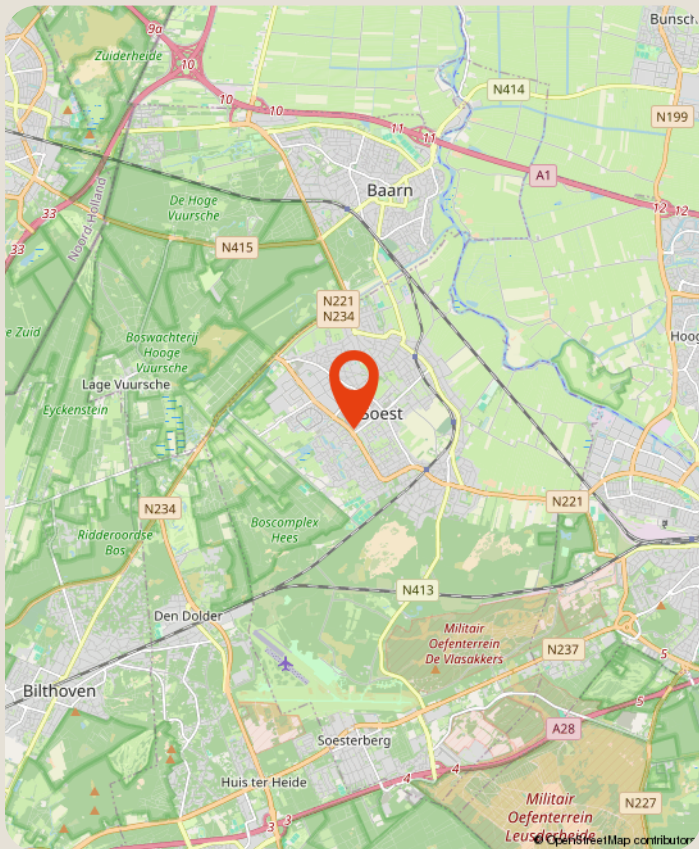 9a
Bunsch
Zuiderheide
10
10
10
N414
N199
11
11
A1
Baarn
De Hoge
Vuursche
33
12
12
Noord-Holland
33
N415
N221
N234
e Zuid
Boswachterij
Hooge
Vuursche
Hoog
Lage Vuursche
Eyckenstein
Soest
N234
N221
Boscomplex
Hees
Ridderoordse
Bos
N413
Den Dolder
Militair
Oefenterrein
De Vlasakkers
N237
5
Bilthoven
5
A28
Soesterberg
4
4
Huis ter Heide
Militair
Oefenterrein
Leusderheide
N227
3
3
© OpenStreetMap contributors